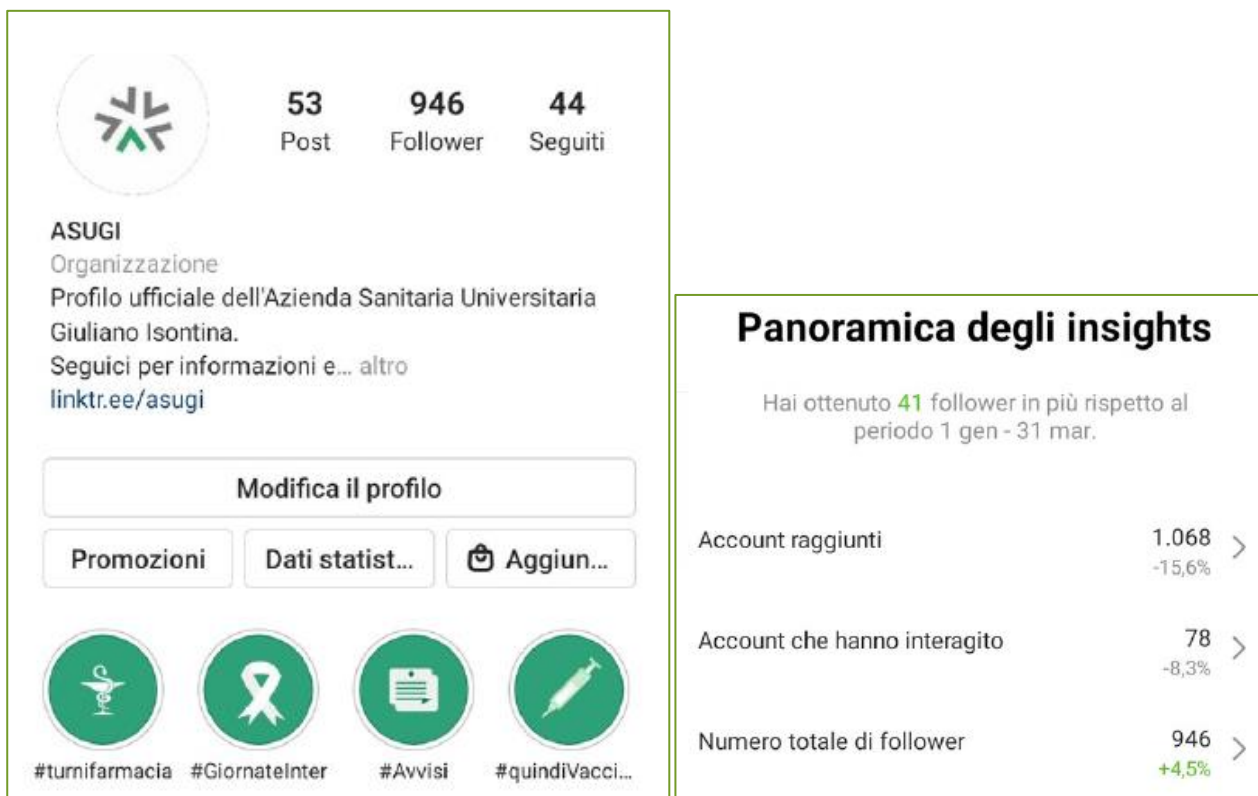 53 946 44
Post Follower Seguiti
ASUGI
Organizzazione
Profilo ufficiale dell'Azienda Sanitaria Universitaria
Giuliano Isontina.
Seguici per informazioni e... altro
linktr.ee/asugi
Modifica il profilo
Promozioni Dati statist... Aggiun...
#turnifarmacia #GiornateInter #Avvisi #quindiVacci...
Panoramica degli insights
Hai ottenuto 41 follower in più rispetto al
periodo 1 gen - 31 mar.
Account raggiunti 1.068
-15,6%
Account che hanno interagito 78
-8,3%
Numero totale di follower 946
+4,5%